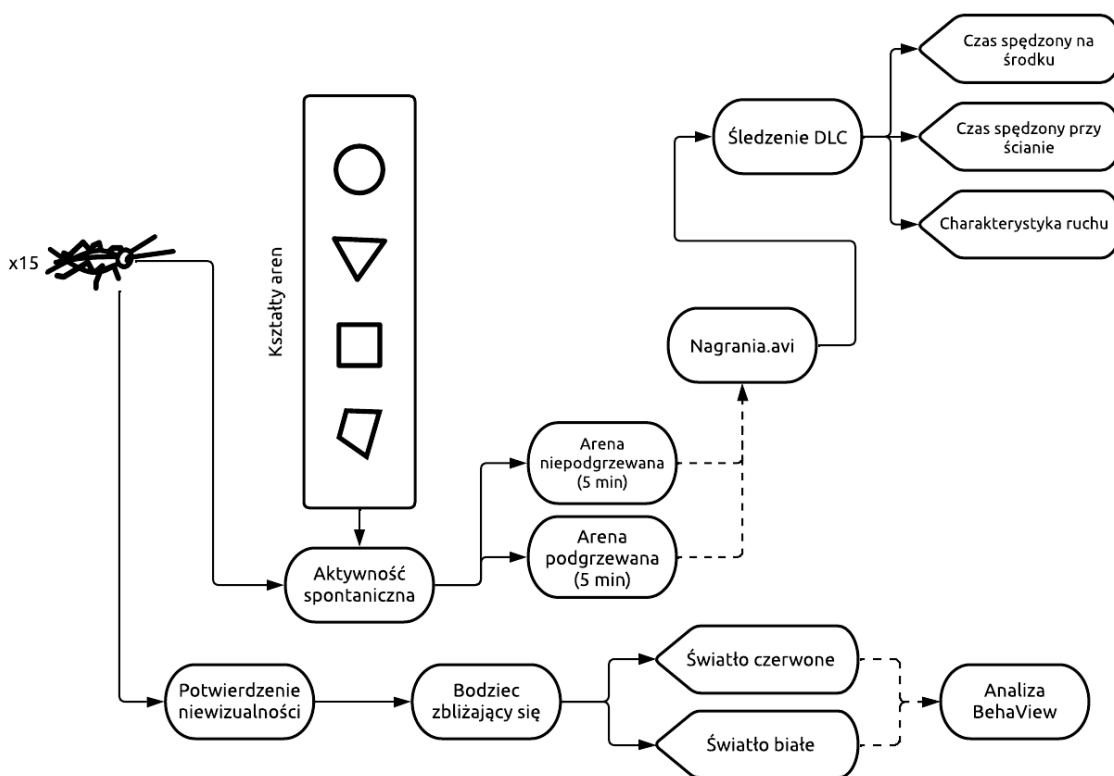 x15
Kształty aren
Aktywność
spontaniczna
Arena
niepodgrzewana
(5 min)
Arena
podgrzewana
(5 min)
Nagrania.avi
Śledzenie DLC
Czas spędzony na
środku
Czas spędzony przy
ścianie
Charakterystyka ruchu
Potwierdzenie
niewizualności
Bodziec
zbliżający się
Światło czerwone
Światło białe
Analiza
BehaView